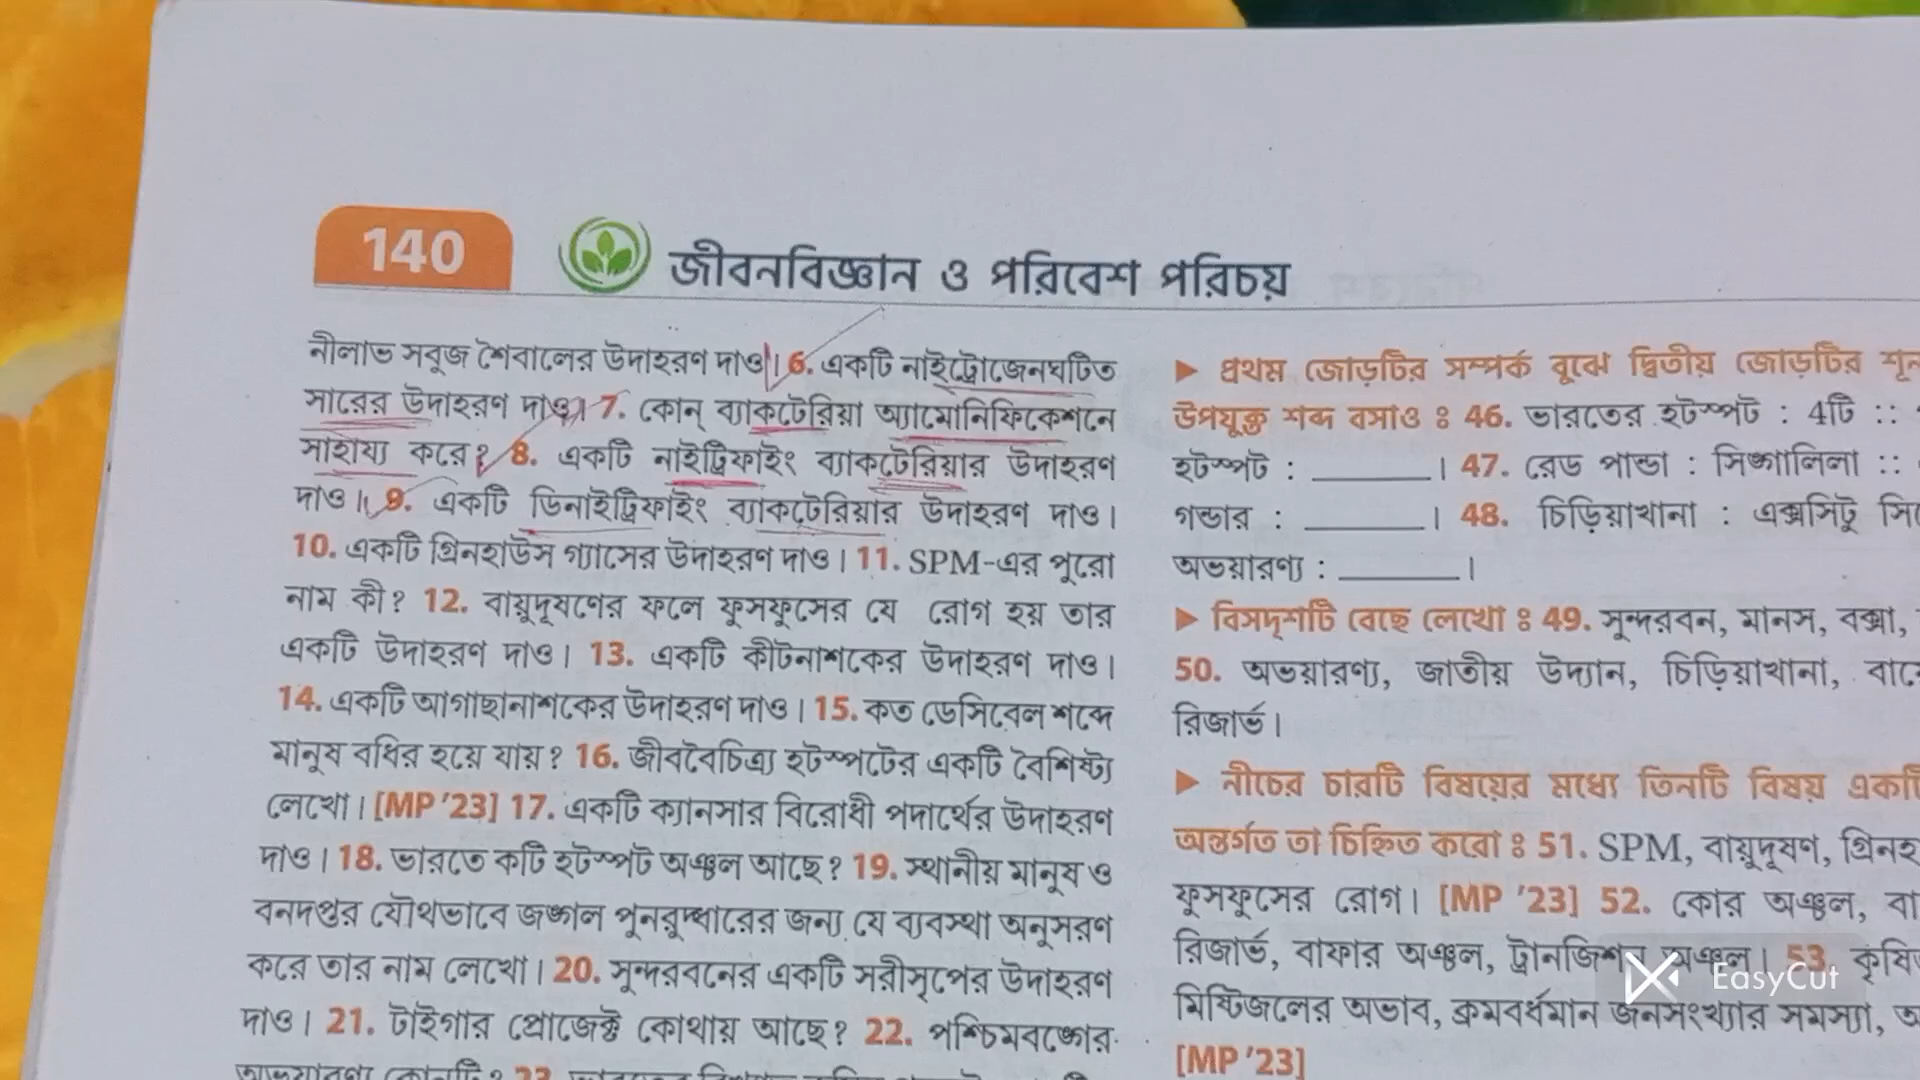 140
জীবনবিজ্ঞান ও পরিবেশ পরিচয়
নীলাভ সবুজ শৈবালের উদাহরণ দাও। 6. একটি নাইট্রোজেনঘটিত
সারের উদাহরণ দাও। 7. কোন্ ব্যাকটেরিয়া অ্যামোনিফিকেশনে
সাহায্য করে? 8. একটি নাইট্রিফাইং ব্যাকটেরিয়ার উদাহরণ
দাও। 9. একটি ডিনাইট্রিফাইং ব্যাকটেরিয়ার উদাহরণ দাও।
10. একটি গ্রিনহাউস গ্যাসের উদাহরণ দাও। 11. SPM-এর পুরো
নাম কী? 12. বায়ুদূষণের ফলে ফুসফুসের যে রোগ হয় তার
একটি উদাহরণ দাও। 13. একটি কীটনাশকের উদাহরণ দাও।
14. একটি আগাছানাশকের উদাহরণ দাও। 15. কত ডেসিবেল শব্দে
মানুষ বধির হয়ে যায়? 16. জীববৈচিত্র্য হটস্পটের একটি বৈশিষ্ট্য
লেখো। [MP '23] 17. একটি ক্যানসার বিরোধী পদার্থের উদাহরণ
দাও। 18. ভারতে কটি হটস্পট অঞ্চল আছে? 19. স্থানীয় মানুষ ও
বনদপ্তর যৌথভাবে জঙ্গল পুনরুদ্ধারের জন্য যে ব্যবস্থা অনুসরণ
করে তার নাম লেখো। 20. সুন্দরবনের একটি সরীসৃপের উদাহরণ
দাও। 21. টাইগার প্রোজেক্ট কোথায় আছে? 22. পশ্চিমবঙ্গের
▶ প্রথম জোড়টির সম্পর্ক বুঝে দ্বিতীয় জোড়টির
উপযুক্ত শব্দ বসাও : 46. ভারতের হটস্পট : 4টি ::
হটস্পট : ______। 47. রেড পান্ডা : সিঙ্গালিলা ::
গন্ডার : ______। 48. চিড়িয়াখানা : এক্সসিটু
অভয়ারণ্য : ______।
▶ বিসদৃশটি বেছে লেখো : 49. সুন্দরবন, মানস, বক্সা,
50. অভয়ারণ্য, জাতীয় উদ্যান, চিড়িয়াখানা,
রিজার্ভ।
▶ নীচের চারটি বিষয়ের মধ্যে তিনটি বিষয়
অন্তর্গত তা চিহ্নিত করো : 51. SPM, বায়ুদূষণ,
ফুসফুসের রোগ। [MP '23] 52. কোর অঞ্চল,
রিজার্ভ, বাফার অঞ্চল, ট্রানজিশন অঞ্চল। 53.
মিষ্টিজলের অভাব, ক্রমবর্ধমান জনসংখ্যার সমস্যা,
[MP '23]
EasyCut